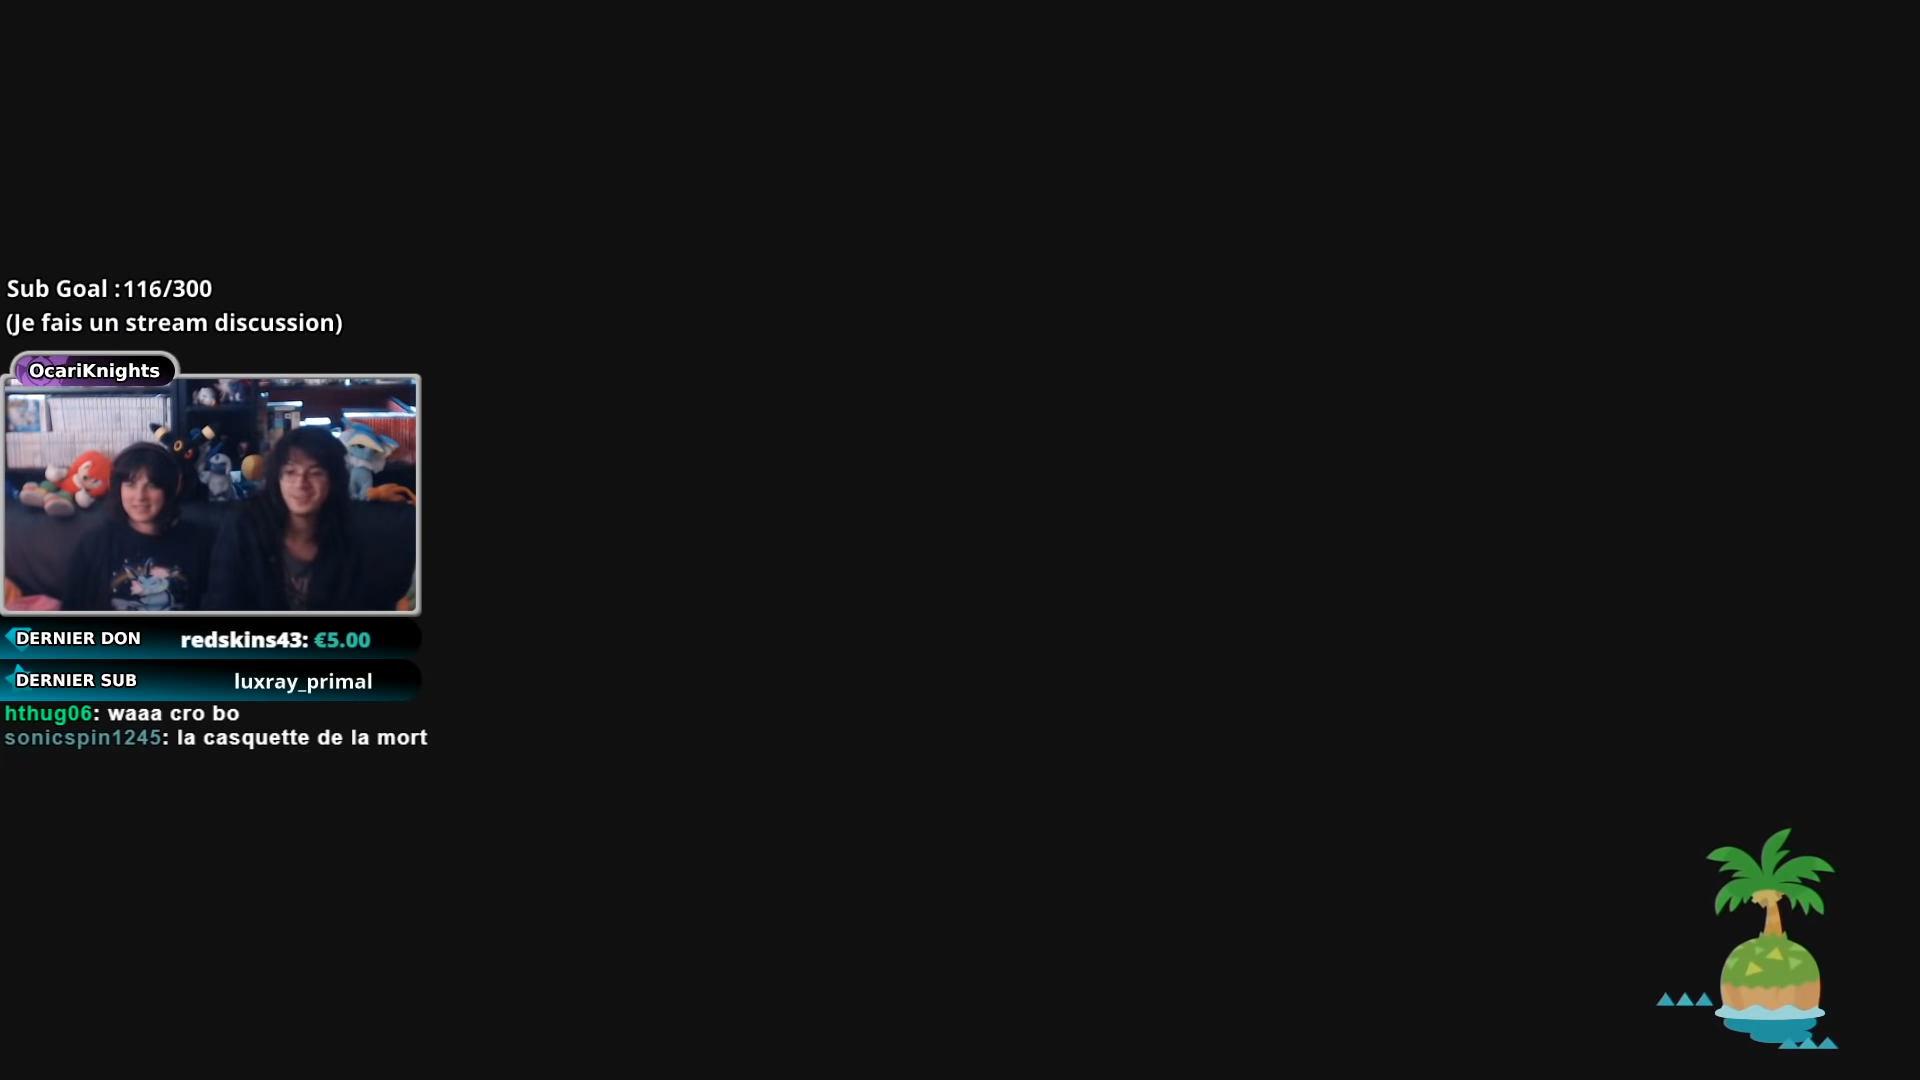 Sub Goal :116/300
(Je fais un stream discussion)
OcariKnights
DERNIER DON redskins43: €5.00
DERNIER SUB luxray_primal
hthug06: waaa cro bo
sonicspin1245: la casquette de la mort